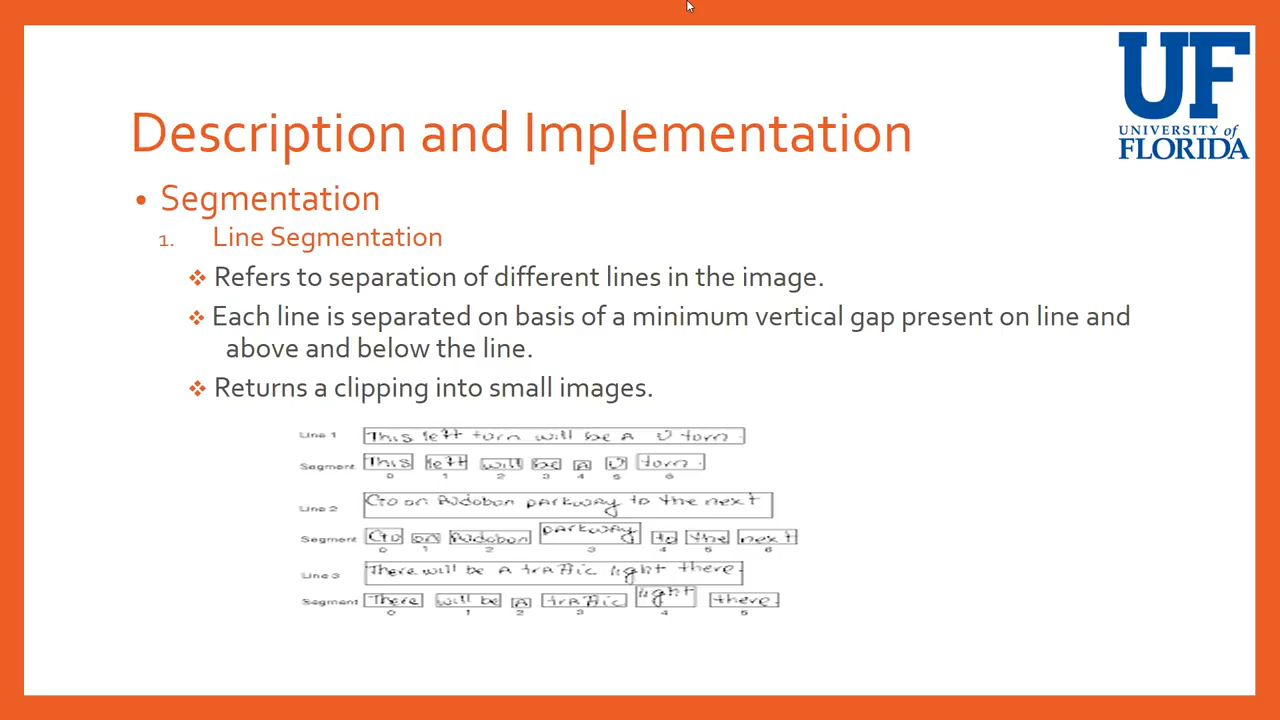 UF
UNIVERSITY of
FLORIDA
Description and Implementation
• Segmentation
1. Line Segmentation
❖ Refers to separation of different lines in the image.
❖ Each line is separated on basis of a minimum vertical gap present on line and
above and below the line.
❖ Returns a clipping into small images.
Line 1 This left turn will be a U turn.
Segment This left will be a U turn.
0 1 2 3 4 5 6
Line 2 Go on Audobon parkway to the next
Segment Go on Audobon parkway to the next
0 1 2 3 4 5 6
Line 3 There will be a traffic light there.
Segment There will be a traffic light there.
0 1 2 3 4 5